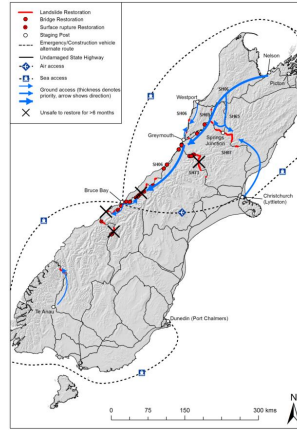 Landslide Restoration
Bridge Restoration
Surface rupture Restoration
Staging Post
Emergency/Construction vehicle
alternate route
Undamaged State Highway
Air access
Sea access
Ground access (thickness denotes
priority, arrow shows direction)
Unsafe to restore for >6 months
Nelson
Picton
Westport
SH6
Greymouth
Springs
Junction
SH65
SH7
SH73
SH6
Bruce Bay
Christchurch
(Lyttelton)
Te Anau
Dunedin (Port Chalmers)
N
0 75 150 300 kms